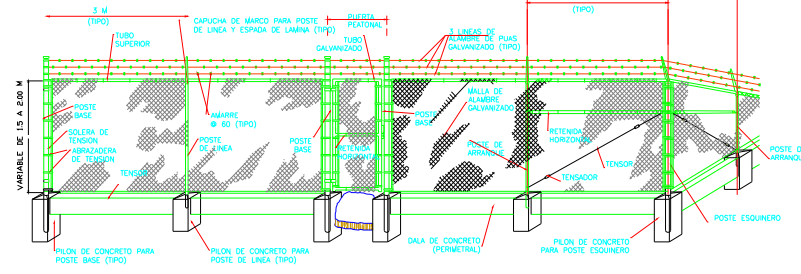 3 M
(TIPO)
CAPUCHA DE MARCO PARA POSTE
DE LINEA Y ESPADA DE LAMINA (TIPO)
PUERTA
PEATONAL
3 LINEAS DE
ALAMBRE DE PUAS
GALVANIZADO (TIPO)
(TIPO)
TUBO
SUPERIOR
TUBO
GALVANIZADO
VARIABLE DE 1.5 A 2.00 M
POSTE
BASE
SOLERA DE
TENSION
ABRAZADERA
DE TENSION
TENSOR
AMARRE
@ 60 (TIPO)
POSTE
DE LINEA
POSTE
BASE
RETENIDA
HORIZONTAL
POSTE
BASE
MALLA DE
ALAMBRE
GALVANIZADO
POSTE DE
ARRANQUE
RETENIDA
HORIZONTAL
TENSOR
TENSADOR
POSTE D
ARRANQ
POSTE ESQUINERO
PILON DE CONCRETO PARA
POSTE BASE (TIPO)
PILON DE CONCRETO PARA
POSTE DE LINEA (TIPO)
DALA DE CONCRETO
(PERIMETRAL)
PILON DE CONCRETO
PARA POSTE ESQUINERO